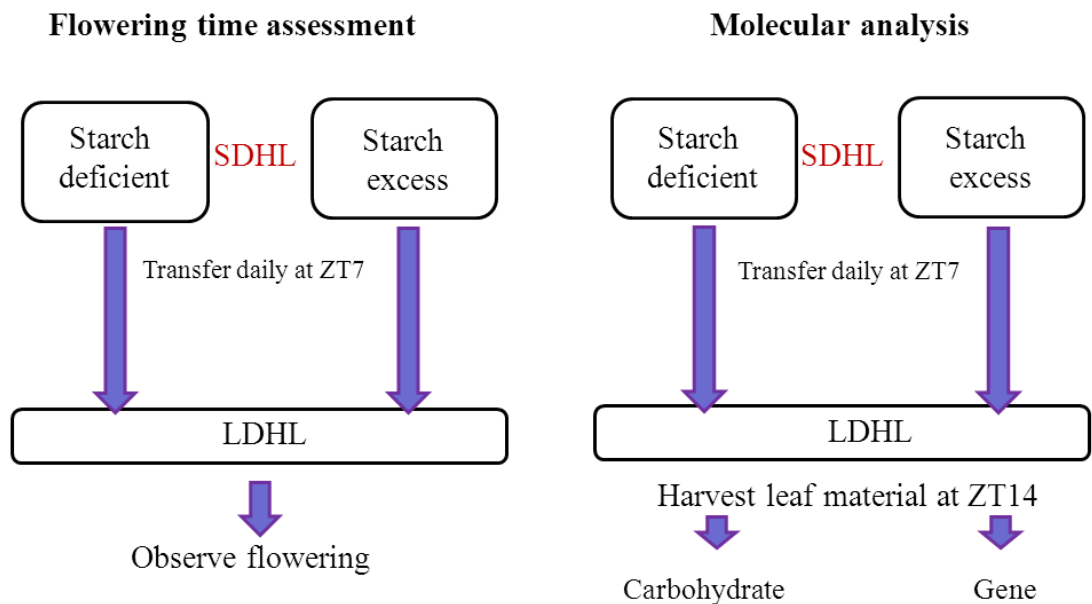 Flowering time assessment
Starch
deficient
SDHL
Starch
excess
Transfer daily at ZT7
LDHL
Observe flowering
Molecular analysis
Starch
deficient
SDHL
Starch
excess
Transfer daily at ZT7
LDHL
Harvest leaf material at ZT14
Carbohydrate
Gene